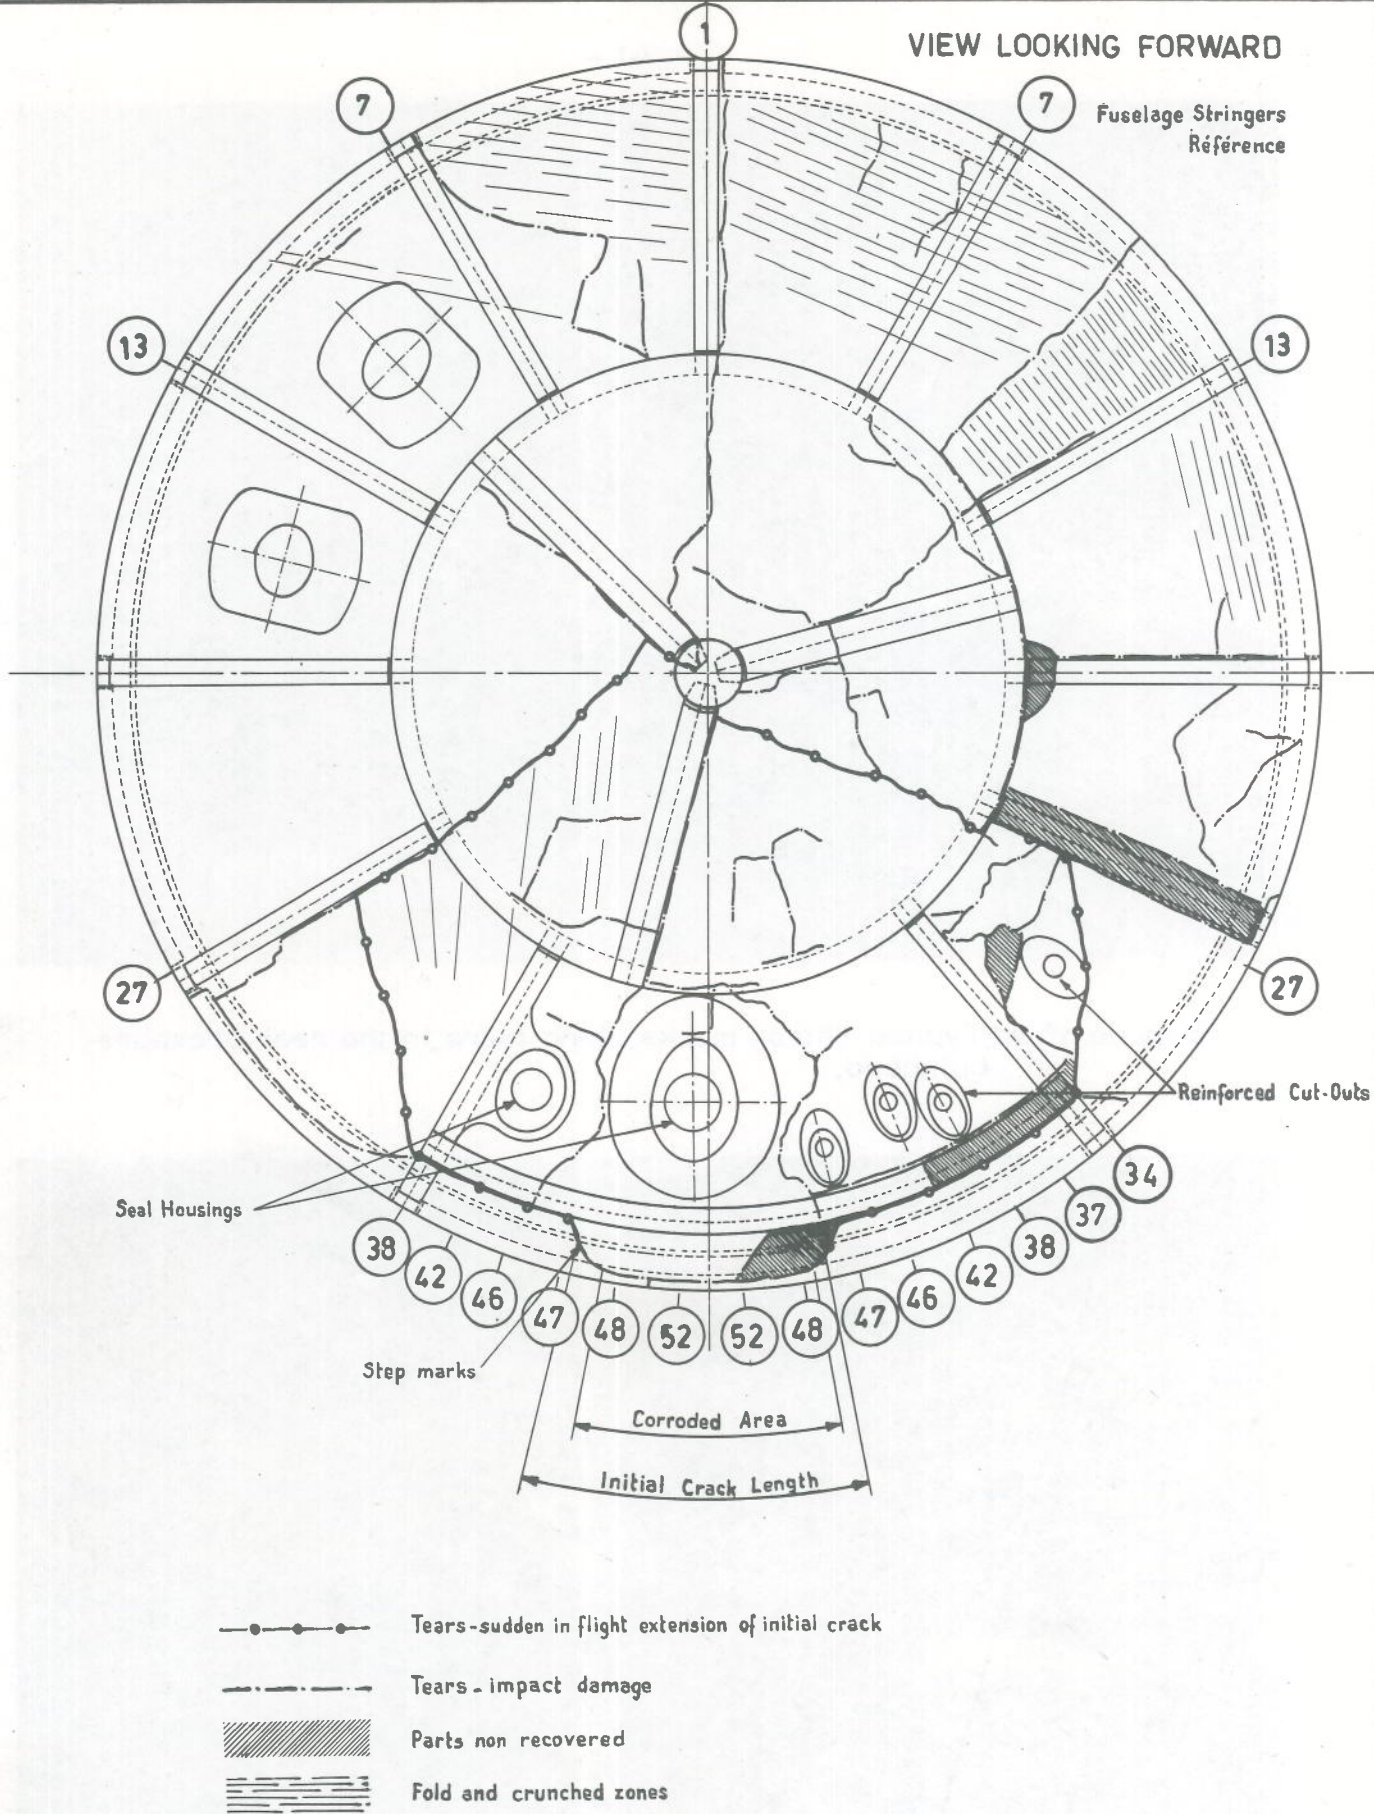 1
VIEW LOOKING FORWARD
7
7
Fuselage Stringers
Référence
13
13
27
27
Reinforced Cut-Outs
34
Seal Housings
37
38
38
42
42
46
46
47
47
48
52
52
48
Step marks
Corroded Area
Initial Crack Length
Tears-sudden in flight extension of initial crack
Tears - impact damage
Parts non recovered
Fold and crunched zones